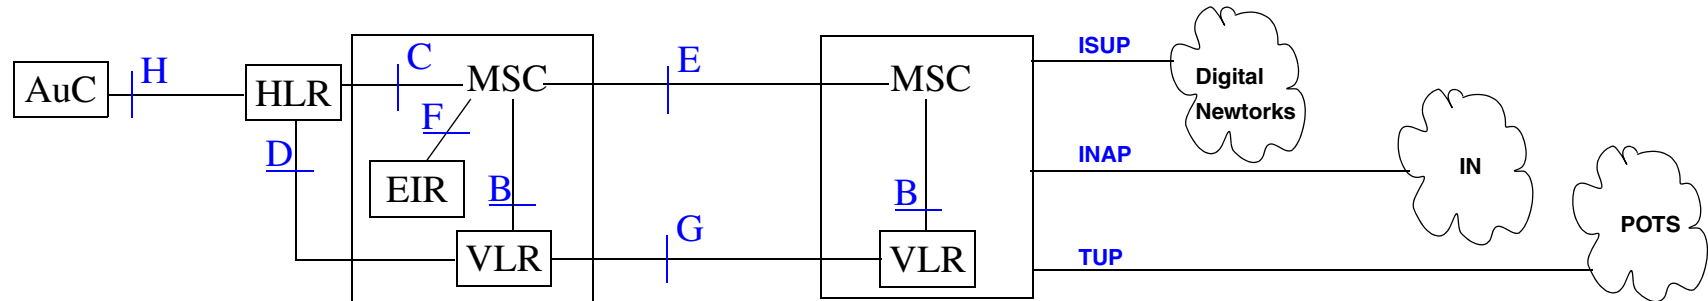 AuC
H
HLR
C
MSC
E
MSC
F
D
EIR
B
VLR
G
B
VLR
ISUP
Digital
Newtorks
INAP
IN
TUP
POTS